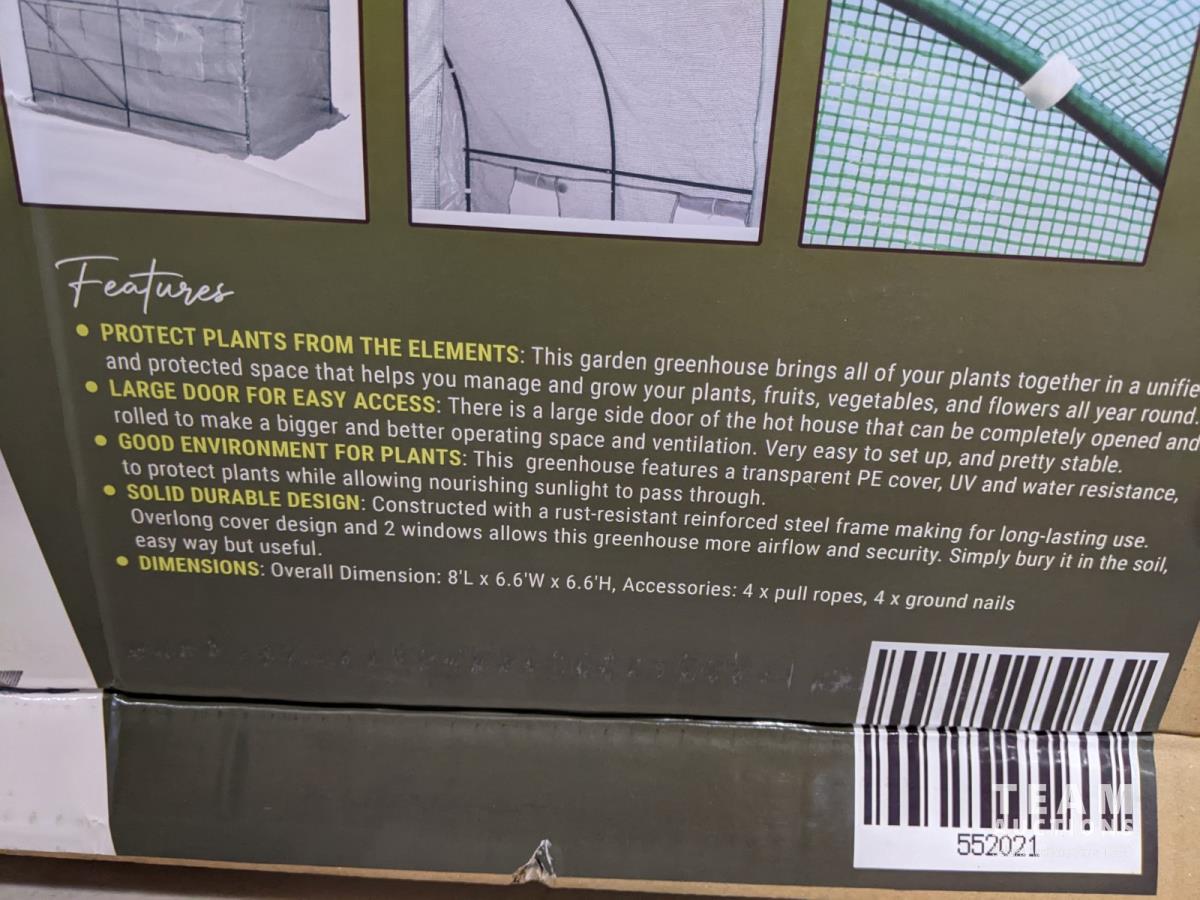 Features
• PROTECT PLANTS FROM THE ELEMENTS: This garden greenhouse brings all of your plants together in a unifie
and protected space that helps you manage and grow your plants, fruits, vegetables, and flowers all year round.
• LARGE DOOR FOR EASY ACCESS: There is a large side door of the hot house that can be completely opened and
rolled to make a bigger and better operating space and ventilation. Very easy to set up, and pretty stable.
• GOOD ENVIRONMENT FOR PLANTS: This greenhouse features a transparent PE cover, UV and water resistance,
to protect plants while allowing nourishing sunlight to pass through.
• SOLID DURABLE DESIGN: Constructed with a rust-resistant reinforced steel frame making for long-lasting use.
Overlong cover design and 2 windows allows this greenhouse more airflow and security. Simply bury it in the soil,
easy way but useful.
• DIMENSIONS: Overall Dimension: 8'L x 6.6'W x 6.6'H, Accessories: 4 x pull ropes, 4 x ground nails
TEAM
AUCTIONS
552021